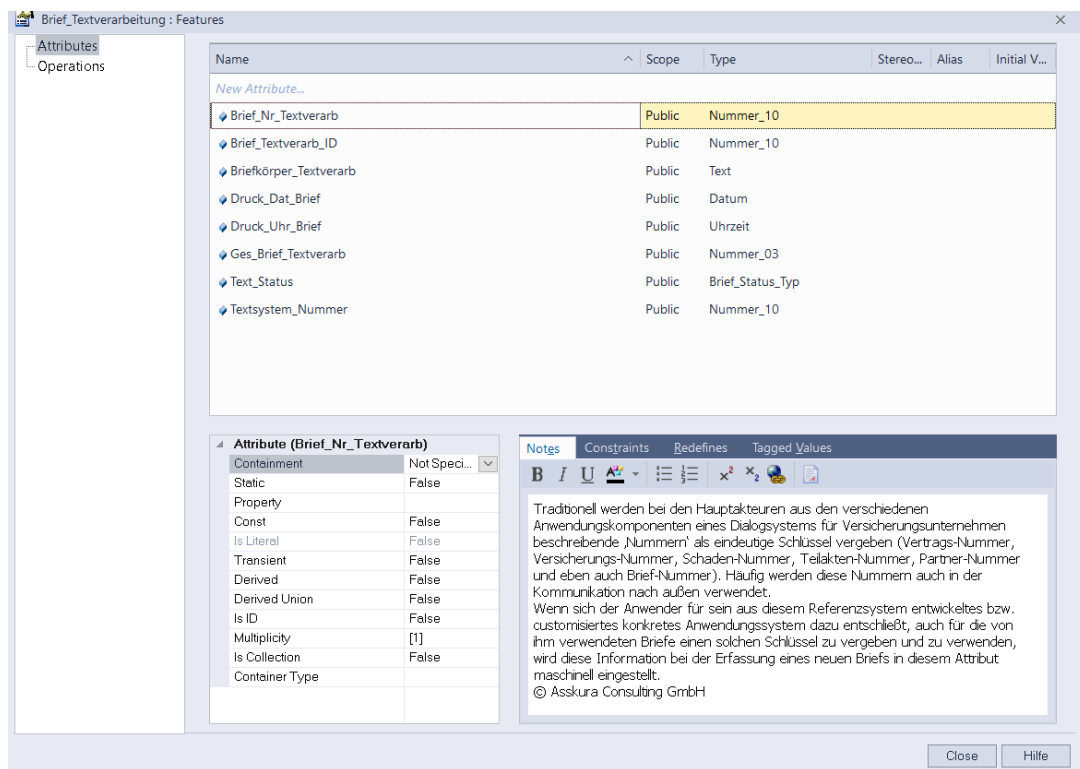 Brief_Textverarbeitung : Features
Attributes
Operations
Name Scope Type Stereo... Alias Initial V...
New Attribute...
Brief_Nr_Textverarb Public Nummer_10
Brief_Textverarb_ID Public Nummer_10
Briefkörper_Textverarb Public Text
Druck_Dat_Brief Public Datum
Druck_Uhr_Brief Public Uhrzeit
Ges_Brief_Textverarb Public Nummer_03
Text_Status Public Brief_Status_Typ
Textsystem_Nummer Public Nummer_10
Attribute (Brief_Nr_Textverarb)
Containment Not Speci...
Static False
Property
Const False
Is Literal False
Transient False
Derived False
Derived Union False
Is ID False
Multiplicity [1]
Is Collection False
Container Type
Notes Constraints Redefines Tagged Values
B I U A x² x₂
Traditionell werden bei den Hauptakteuren aus den verschiedenen
Anwendungskomponenten eines Dialogsystems für Versicherungsunternehmen
beschreibende ‚Nummern' als eindeutige Schlüssel vergeben (Vertrags-Nummer,
Versicherungs-Nummer, Schaden-Nummer, Teilakten-Nummer, Partner-Nummer
und eben auch Brief-Nummer). Häufig werden diese Nummern auch in der
Kommunikation nach außen verwendet.
Wenn sich der Anwender für sein aus diesem Referenzsystem entwickeltes bzw.
customisiertes konkretes Anwendungssystem dazu entschließt, auch für die von
ihm verwendeten Briefe einen solchen Schlüssel zu vergeben und zu verwenden,
wird diese Information bei der Erfassung eines neuen Briefs in diesem Attribut
maschinell eingestellt.
© Asskura Consulting GmbH
Close Hilfe